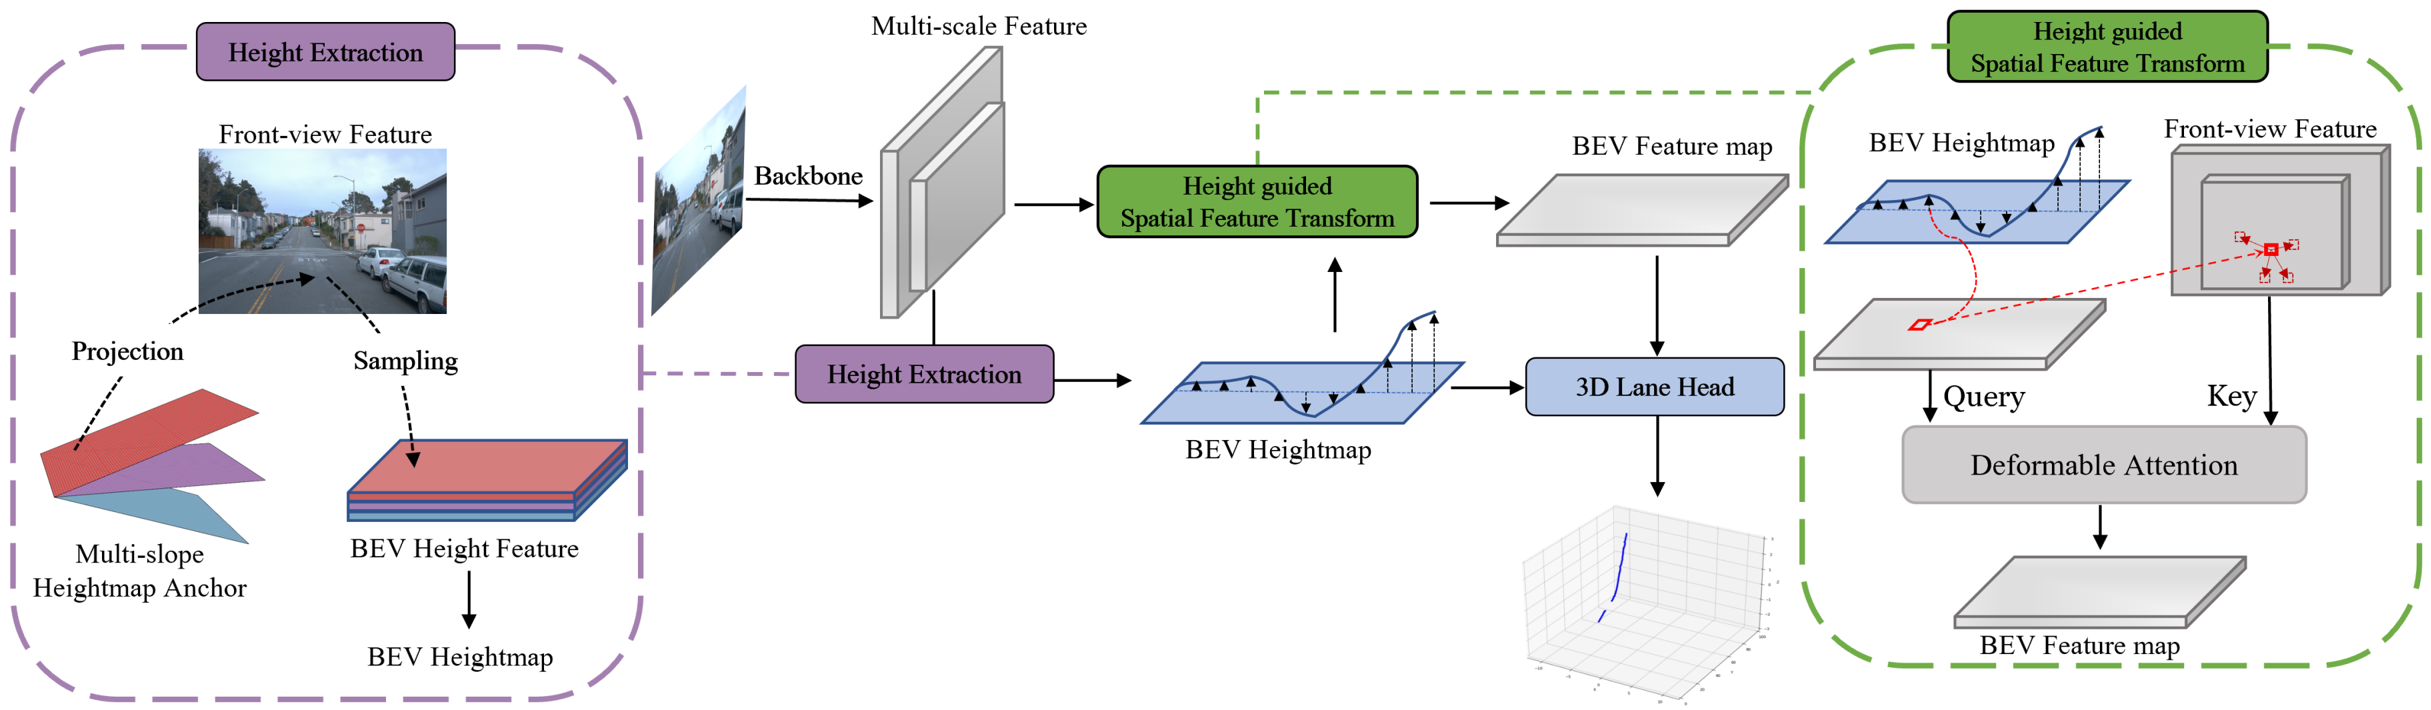 Height Extraction
Front-view Feature
STOP
Projection
Sampling
Multi-slope
Heightmap Anchor
BEV Height Feature
BEV Heightmap
Multi-scale Feature
Backbone
Height guided
Spatial Feature Transform
BEV Feature map
Height Extraction
BEV Heightmap
3D Lane Head
Height guided
Spatial Feature Transform
BEV Heightmap
Front-view Feature
Query
Key
Deformable Attention
BEV Feature map